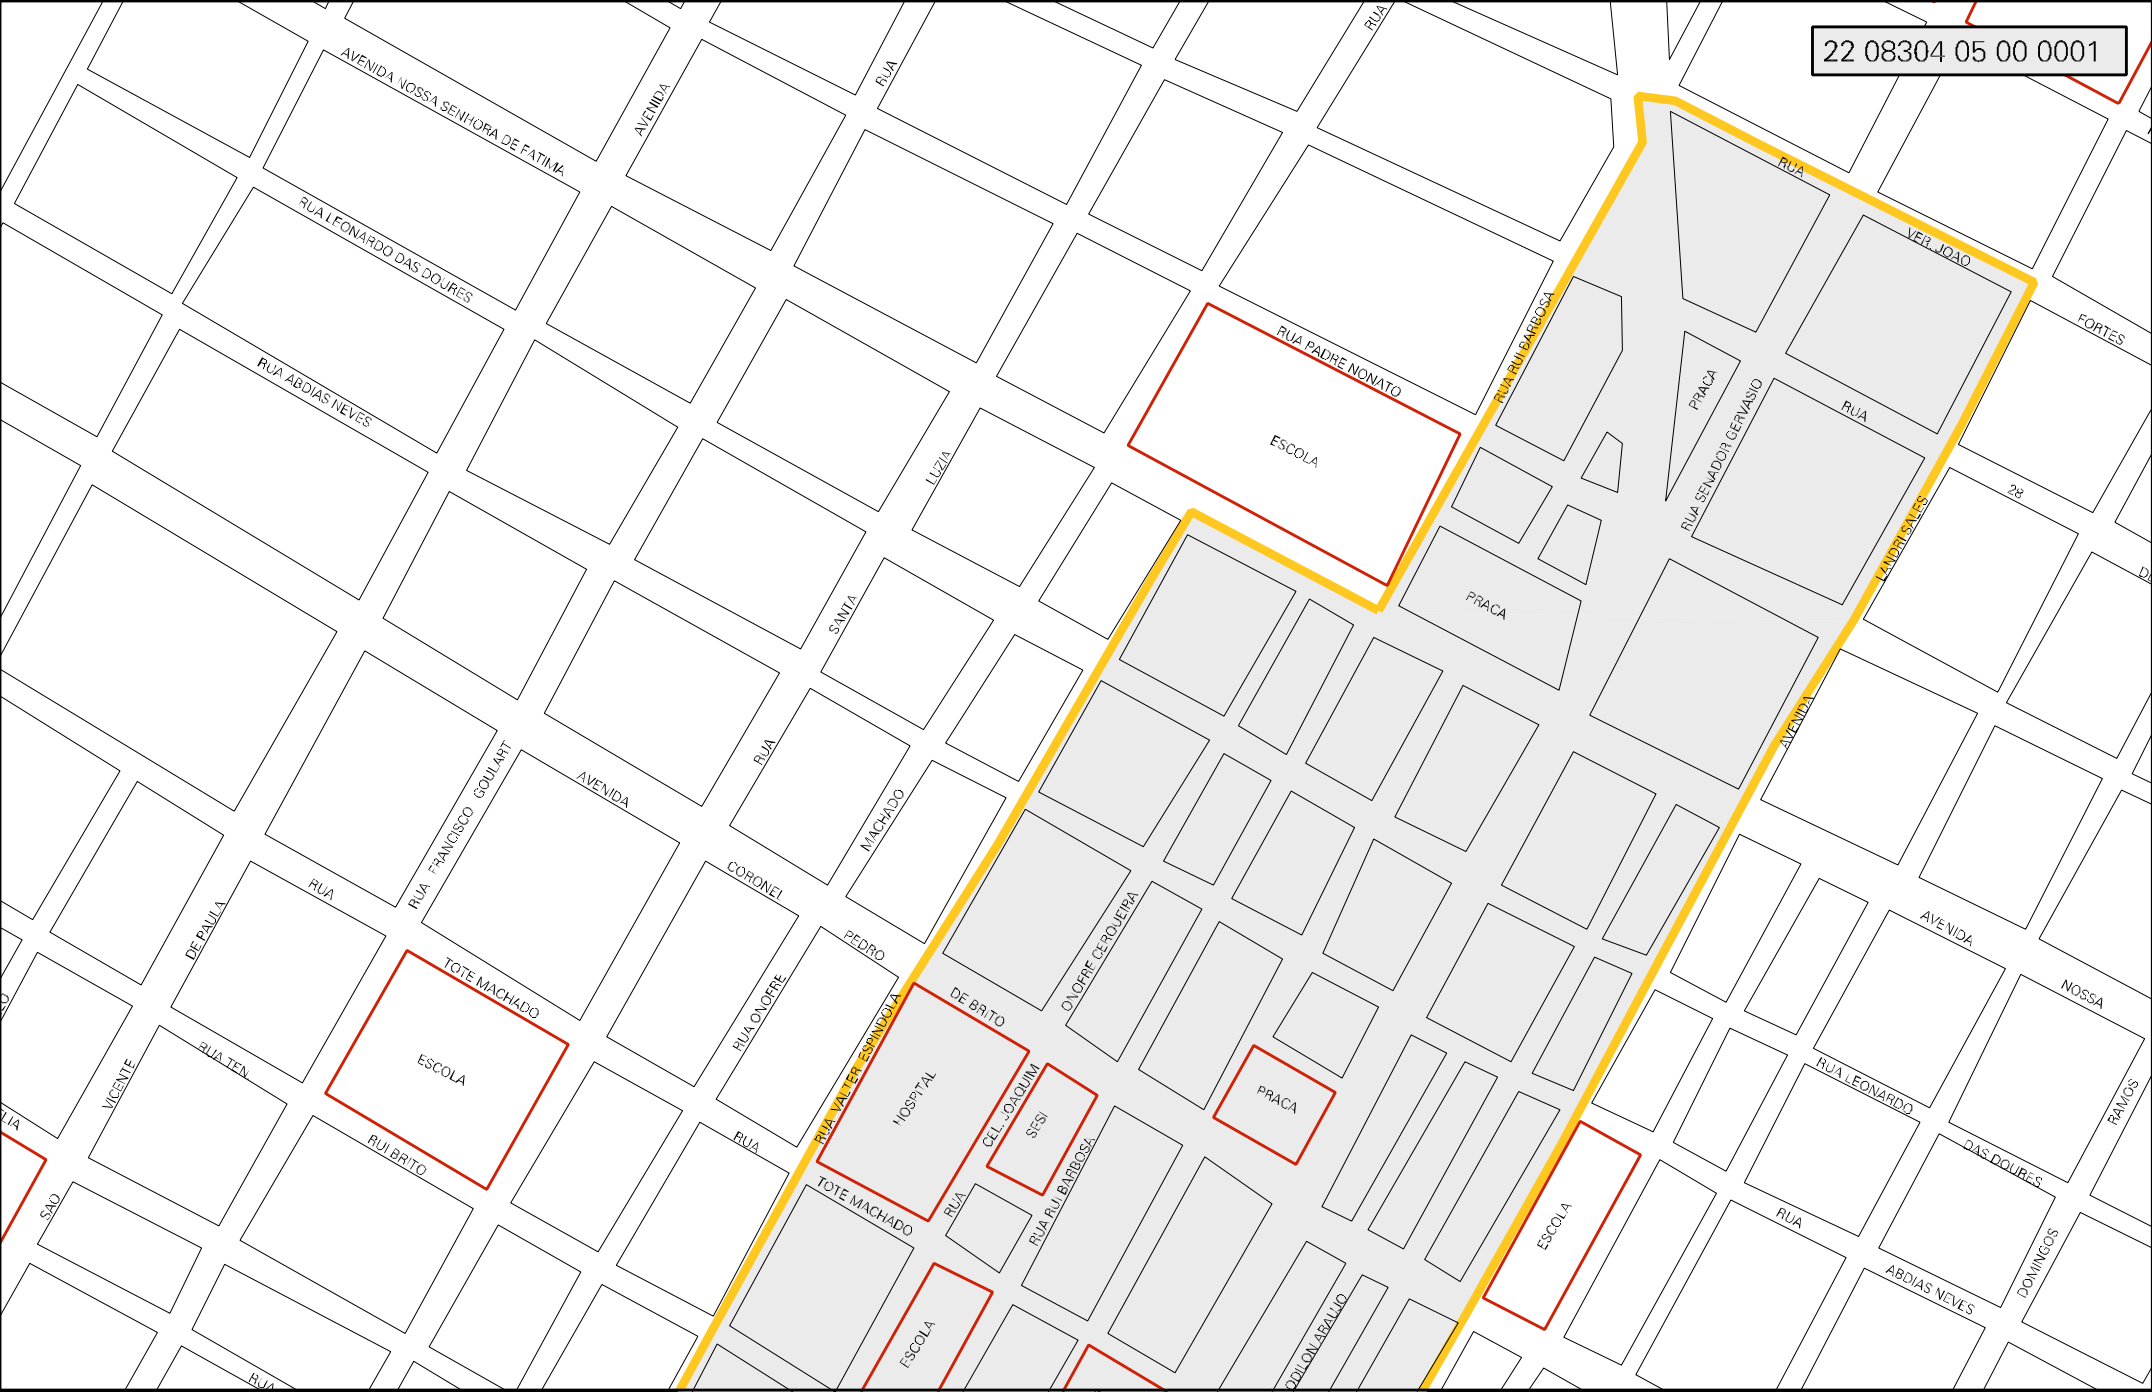 22 08304 05 00 0001
RUA
RUA
AVENIDA
AVENIDA NOSSA SENHORA DE FATIMA
RUA
VER. JOAO
FORTES
RUA LEONARDO DAS DOURES
RUA ABDIAS NEVES
RUA PADRE NONATO
RUA RUI BARBOSA
PRACA
RUA SENADOR GERVASIO
RUA
28
ESCOLA
LUZIA
LANDRI SALES
PRACA
SANTA
RUA
AVENIDA
AVENIDA
MACHADO
RUA FRANCISCO GOULART
CORONEL
PEDRO
DE BRITO
RUA
DE PAULA
TOTE MACHADO
ESCOLA
RUA ONOFRE
ONOFRE CERQUEIRA
AVENIDA
NOSSA
RUA VALTER ESPINDOLA
HOSPITAL
CEL. JOAQUIM
SESI
PRACA
RUA LEONARDO
DAS DOURES
RAMOS
RUA TEN
VICENTE
RUI BRITO
RUA
TOTE MACHADO
RUA
RUA RUI BARBOSA
SAO
ESCOLA
RUA
ABDIAS NEVES
DOMINGOS
ESCOLA
ODILON ARAUJO
RUA